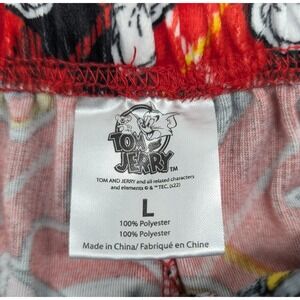 TOM AND JERRY™
TOM AND JERRY and all related characters
and elements © & ™ TEC. (s22)
L
100% Polyester
100% Polyester
Made in China/ Fabriqué en Chine